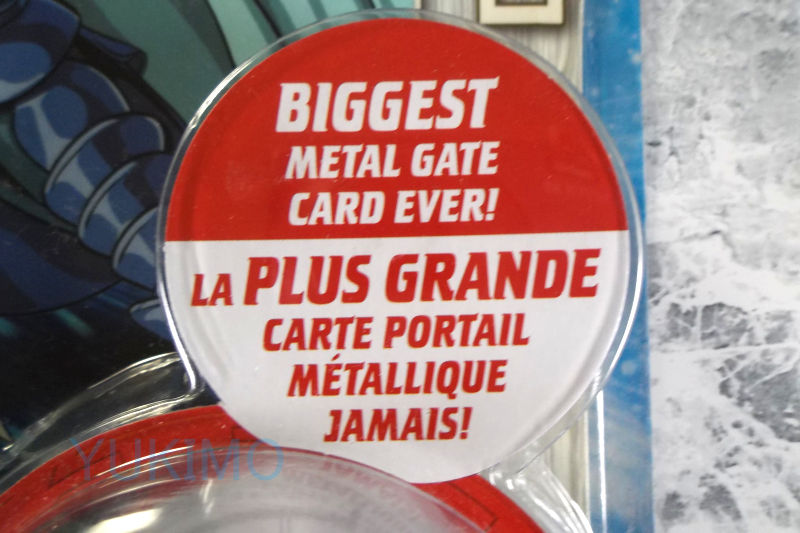 BIGGEST
METAL GATE
CARD EVER!
LA PLUS GRANDE
CARTE PORTAIL
MÉTALLIQUE
JAMAIS!
YUKIMO